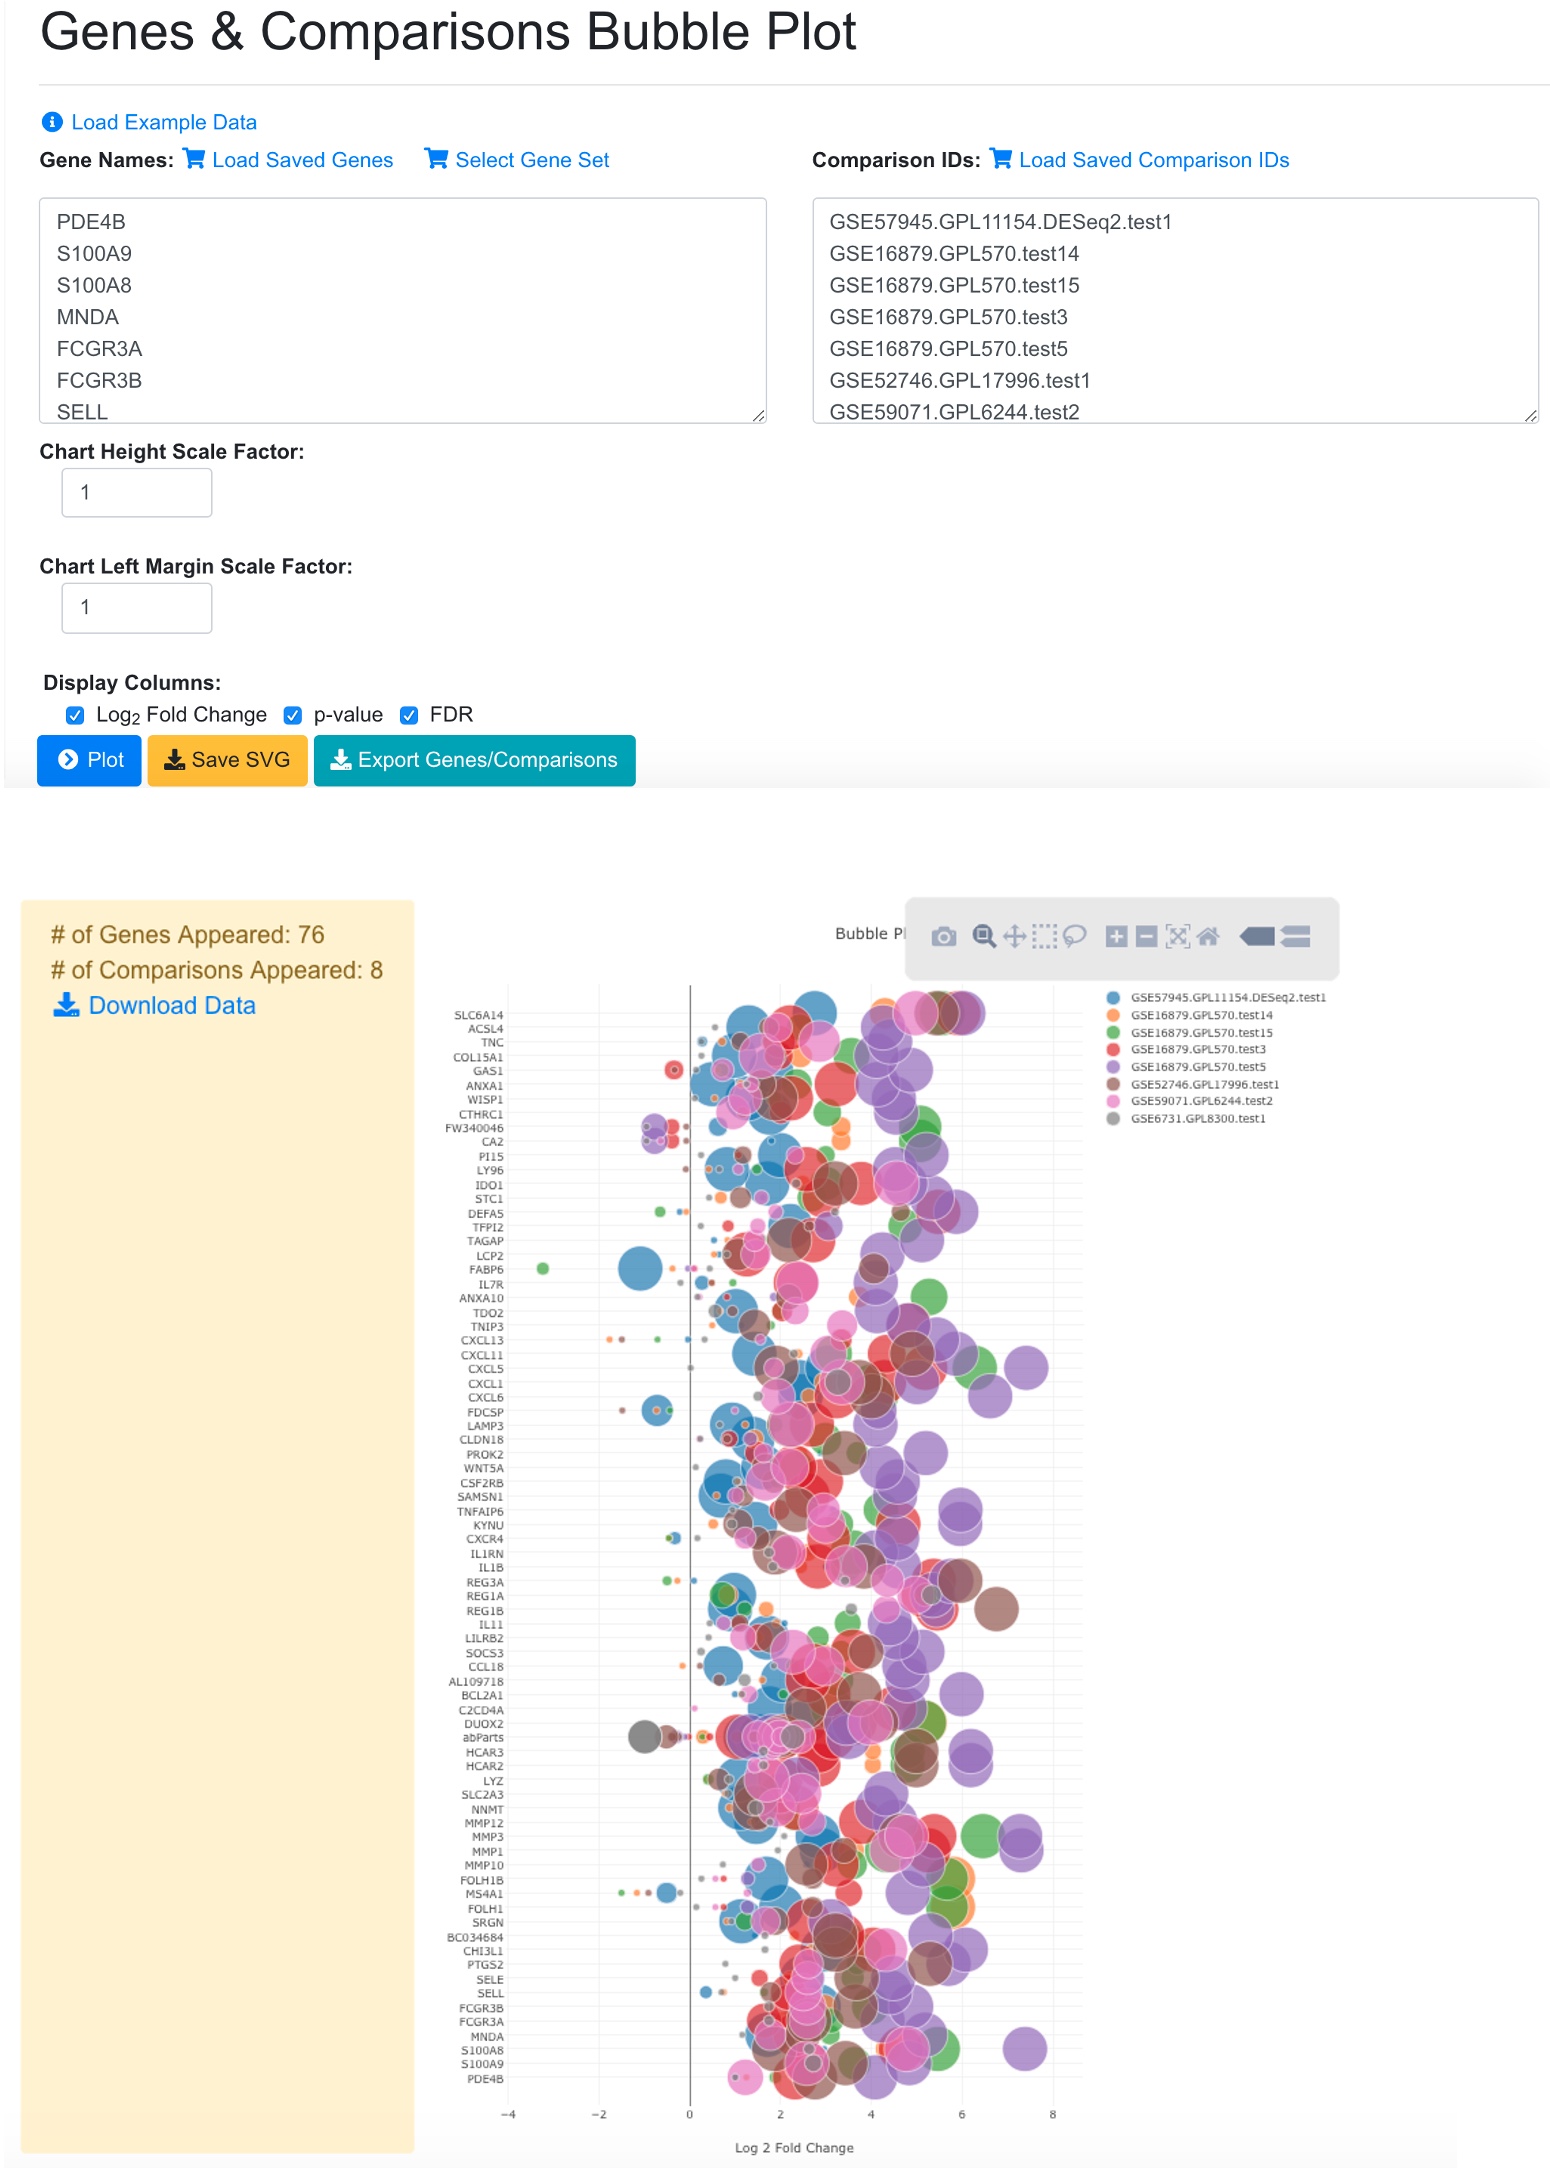 Genes & Comparisons Bubble Plot
Load Example Data
Gene Names: Load Saved Genes Select Gene Set
PDE4B
S100A9
S100A8
MNDA
FCGR3A
FCGR3B
SELL
Comparison IDs: Load Saved Comparison IDs
GSE57945.GPL11154.DESeq2.test1
GSE16879.GPL570.test14
GSE16879.GPL570.test15
GSE16879.GPL570.test3
GSE16879.GPL570.test5
GSE52746.GPL17996.test1
GSE59071.GPL6244.test2
Chart Height Scale Factor:
1
Chart Left Margin Scale Factor:
1
Display Columns:
Log2 Fold Change p-value FDR
Plot Save SVG Export Genes/Comparisons
# of Genes Appeared: 76
# of Comparisons Appeared: 8
Download Data
Bubble
SLC6A14
ACSL4
TNC
COL15A1
GAS1
ANXA1
WISP1
CTHRC1
FW340046
CA2
PI15
LY96
IDO1
STC1
DEFA5
TFPI2
TAGAP
LCP2
FABP6
IL7R
ANXA10
TDO2
TNIP3
CXCL13
CXCL11
CXCL5
CXCL1
CXCL6
FDCSP
LAMP3
CLDN18
PROK2
WNT5A
CSF2RB
SAMSN1
TNFAIP6
KYNU
CXCR4
IL1RN
IL1B
REG3A
REG1A
REG1B
IL11
LILRB2
SOCS3
CCL18
AL109718
BCL2A1
C2CD4A
DUOX2
abParts
HCAR3
HCAR2
LYZ
SLC2A3
NNMT
MMP12
MMP3
MMP1
MMP10
FOLH1B
MS4A1
FOLH1
SRGN
BC034684
CHI3L1
PTGS2
SELE
SELL
FCGR3B
FCGR3A
MNDA
S100A8
S100A9
PDE4B
−4 −2 0 2 4 6 8
Log 2 Fold Change
GSE57945.GPL11154.DESeq2.test1
GSE16879.GPL570.test14
GSE16879.GPL570.test15
GSE16879.GPL570.test3
GSE16879.GPL570.test5
GSE52746.GPL17996.test1
GSE59071.GPL6244.test2
GSE6731.GPL8300.test1